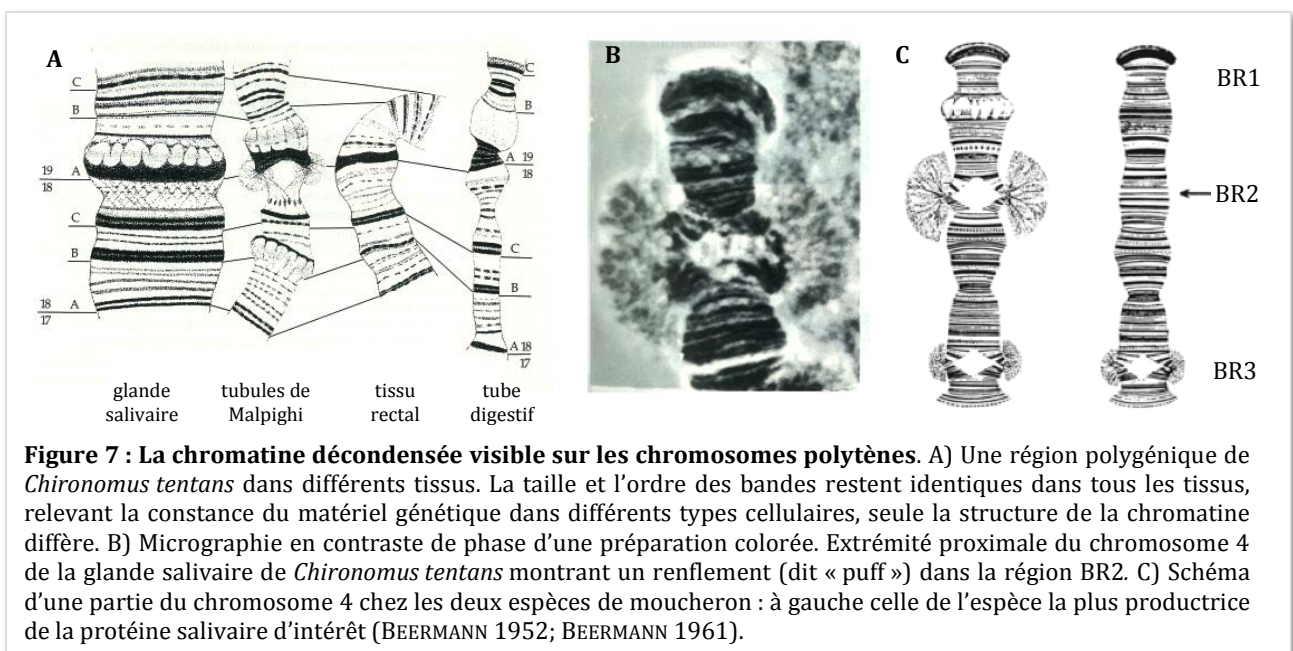 A
B
C
C
B
19
A
18
C
B
18
A
17
C
B
A
19
18
C
B
A 18
17
BR1
BR2
BR3
glande
salivaire
tubules de
Malpighi
tissu
rectal
tube
digestif
Figure 7 : La chromatine décondensée visible sur les chromosomes polytènes. A) Une région polygénique de
Chironomus tentans dans différents tissus. La taille et l’ordre des bandes restent identiques dans tous les tissus,
relevant la constance du matériel génétique dans différents types cellulaires, seule la structure de la chromatine
diffère. B) Micrographie en contraste de phase d’une préparation colorée. Extrémité proximale du chromosome 4
de la glande salivaire de Chironomus tentans montrant un renflement (dit « puff ») dans la région BR2. C) Schéma
d’une partie du chromosome 4 chez les deux espèces de moucheron : à gauche celle de l’espèce la plus productrice
de la protéine salivaire d’intérêt (BEERMANN 1952; BEERMANN 1961).